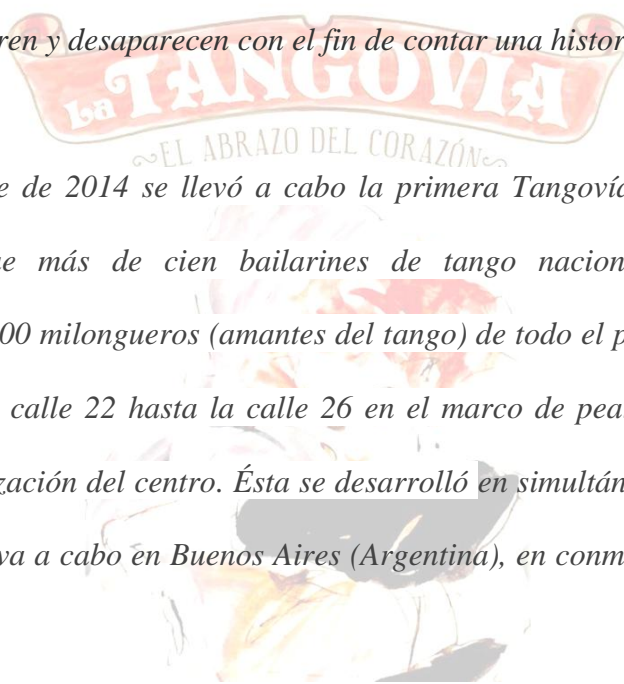 ren y desaparecen con el fin de contar una histor
La TANGOVÍA
EL ABRAZO DEL CORAZÓN
e de 2014 se llevó a cabo la primera Tangovía
e más de cien bailarines de tango nacion
00 milongueros (amantes del tango) de todo el p
calle 22 hasta la calle 26 en el marco de pea
zación del centro. Ésta se desarrolló en simultán
va a cabo en Buenos Aires (Argentina), en conm